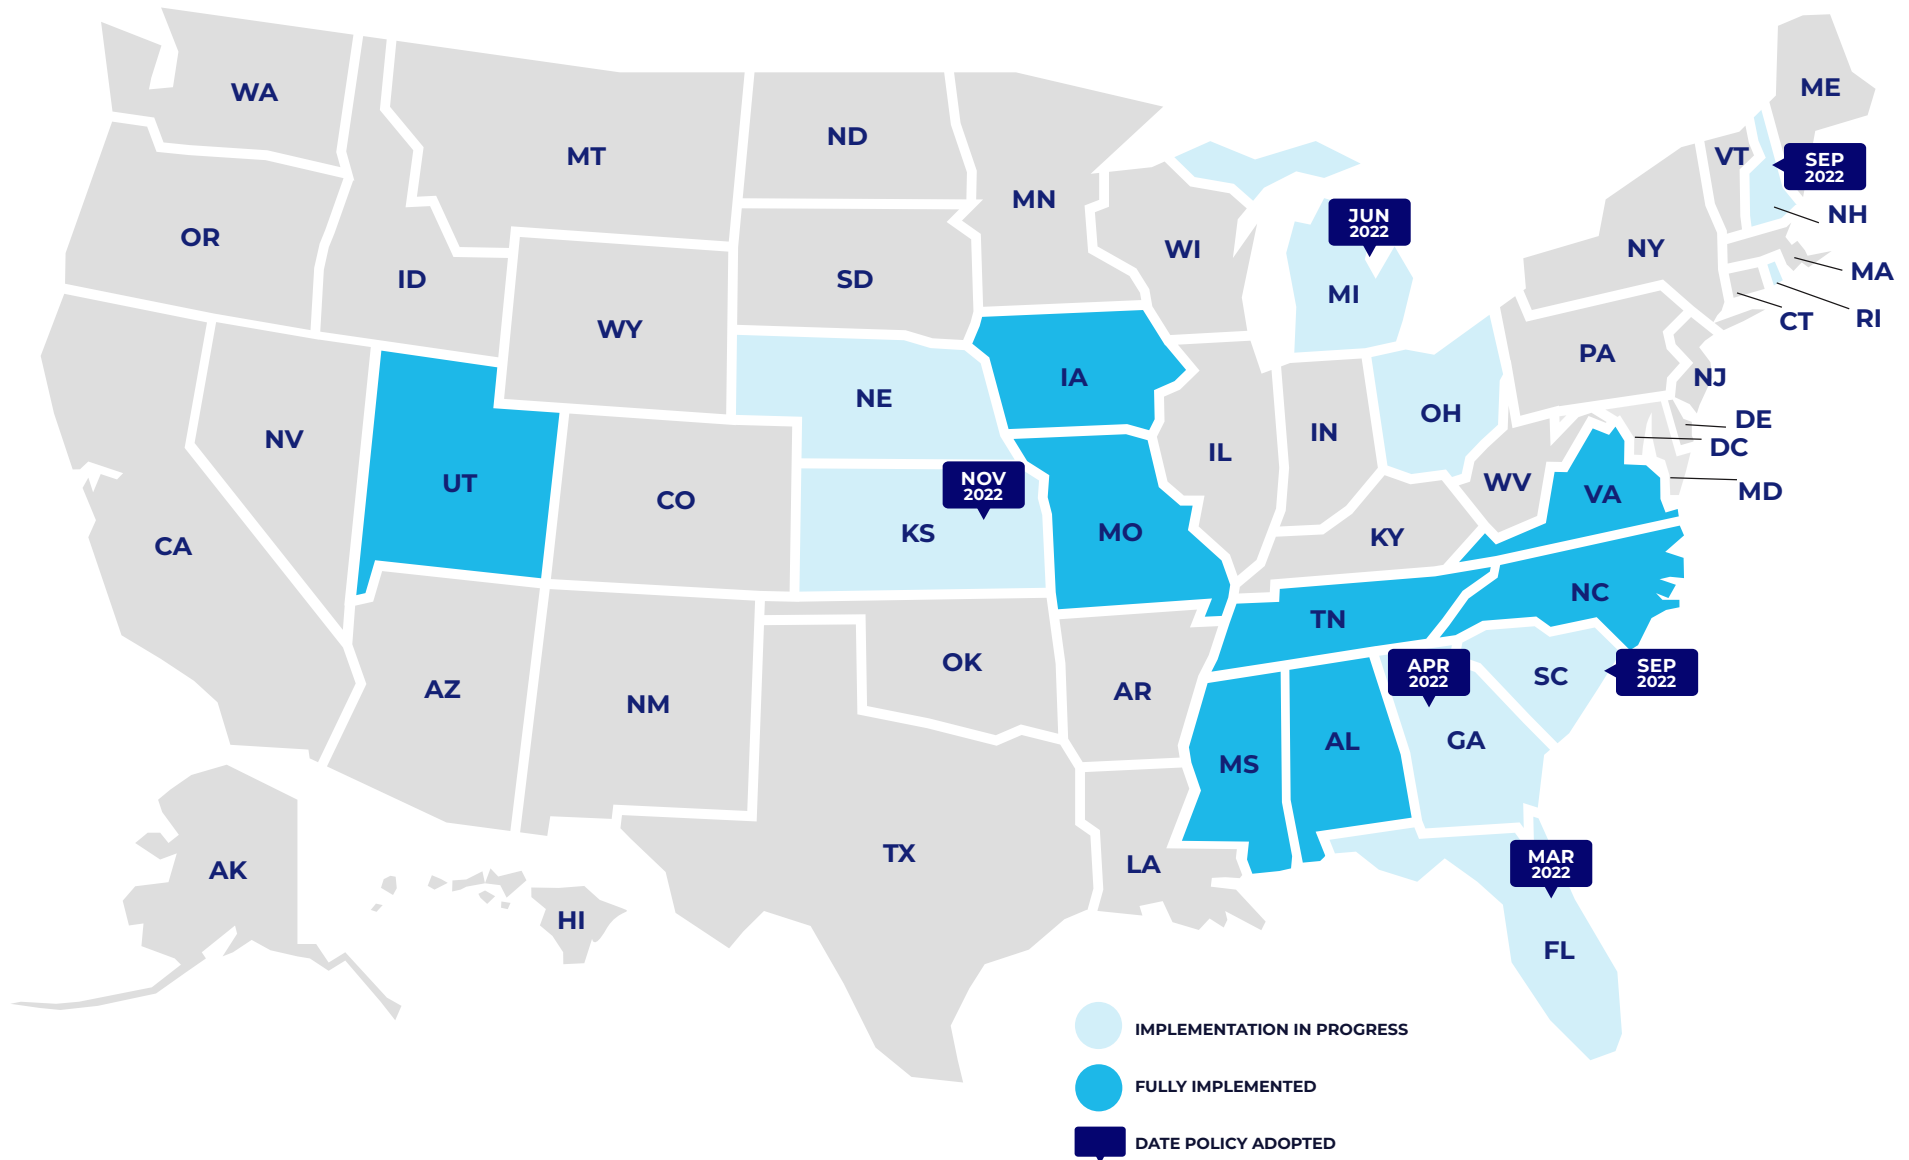 WA
MT
ND
MN
ME
VT
SEP
2022
NH
OR
ID
SD
WI
JUN
2022
MI
NY
MA
RI
CT
WY
PA
NJ
NE
IA
OH
DE
DC
MD
NV
UT
CO
NOV
2022
KS
MO
IL
IN
WV
VA
KY
CA
TN
NC
AZ
NM
OK
AR
APR
2022
SC
SEP
2022
MS
AL
GA
AK
HI
TX
LA
MAR
2022
FL
IMPLEMENTATION IN PROGRESS
FULLY IMPLEMENTED
DATE POLICY ADOPTED